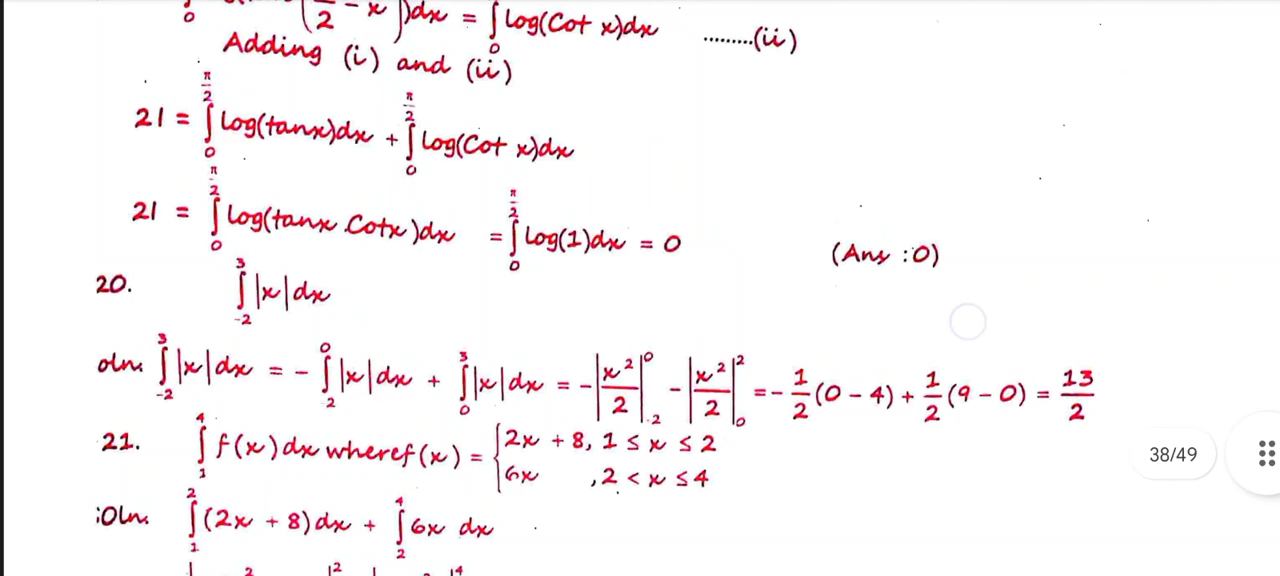 (π/2 - x))dx = ∫₀ log(Cot x)dx .........(ii)
Adding (i) and (ii)
2I = ∫₀^{π/2} log(tanx)dx + ∫₀^{π/2} log(Cot x)dx
2I = ∫₀^{π/2} log(tanx.Cotx)dx = ∫₀^{π/2} log(1)dx = 0 (Ans :0)
20. ∫₋₂³ |x|dx
oln. ∫₋₂³ |x|dx = - ∫₂⁰ |x|dx + ∫₀³ |x|dx = -|x²/2|₋₂⁰ - |x²/2|₀² = -1/2(0 - 4) + 1/2(9 - 0) = 13/2
21. ∫₁⁴ f(x)dx wheref(x) = {2x + 8, 1 ≤ x ≤ 2
6x ,2 < x ≤ 4
38/49
:oln. ∫₁² (2x + 8)dx + ∫₂⁴ 6x dx